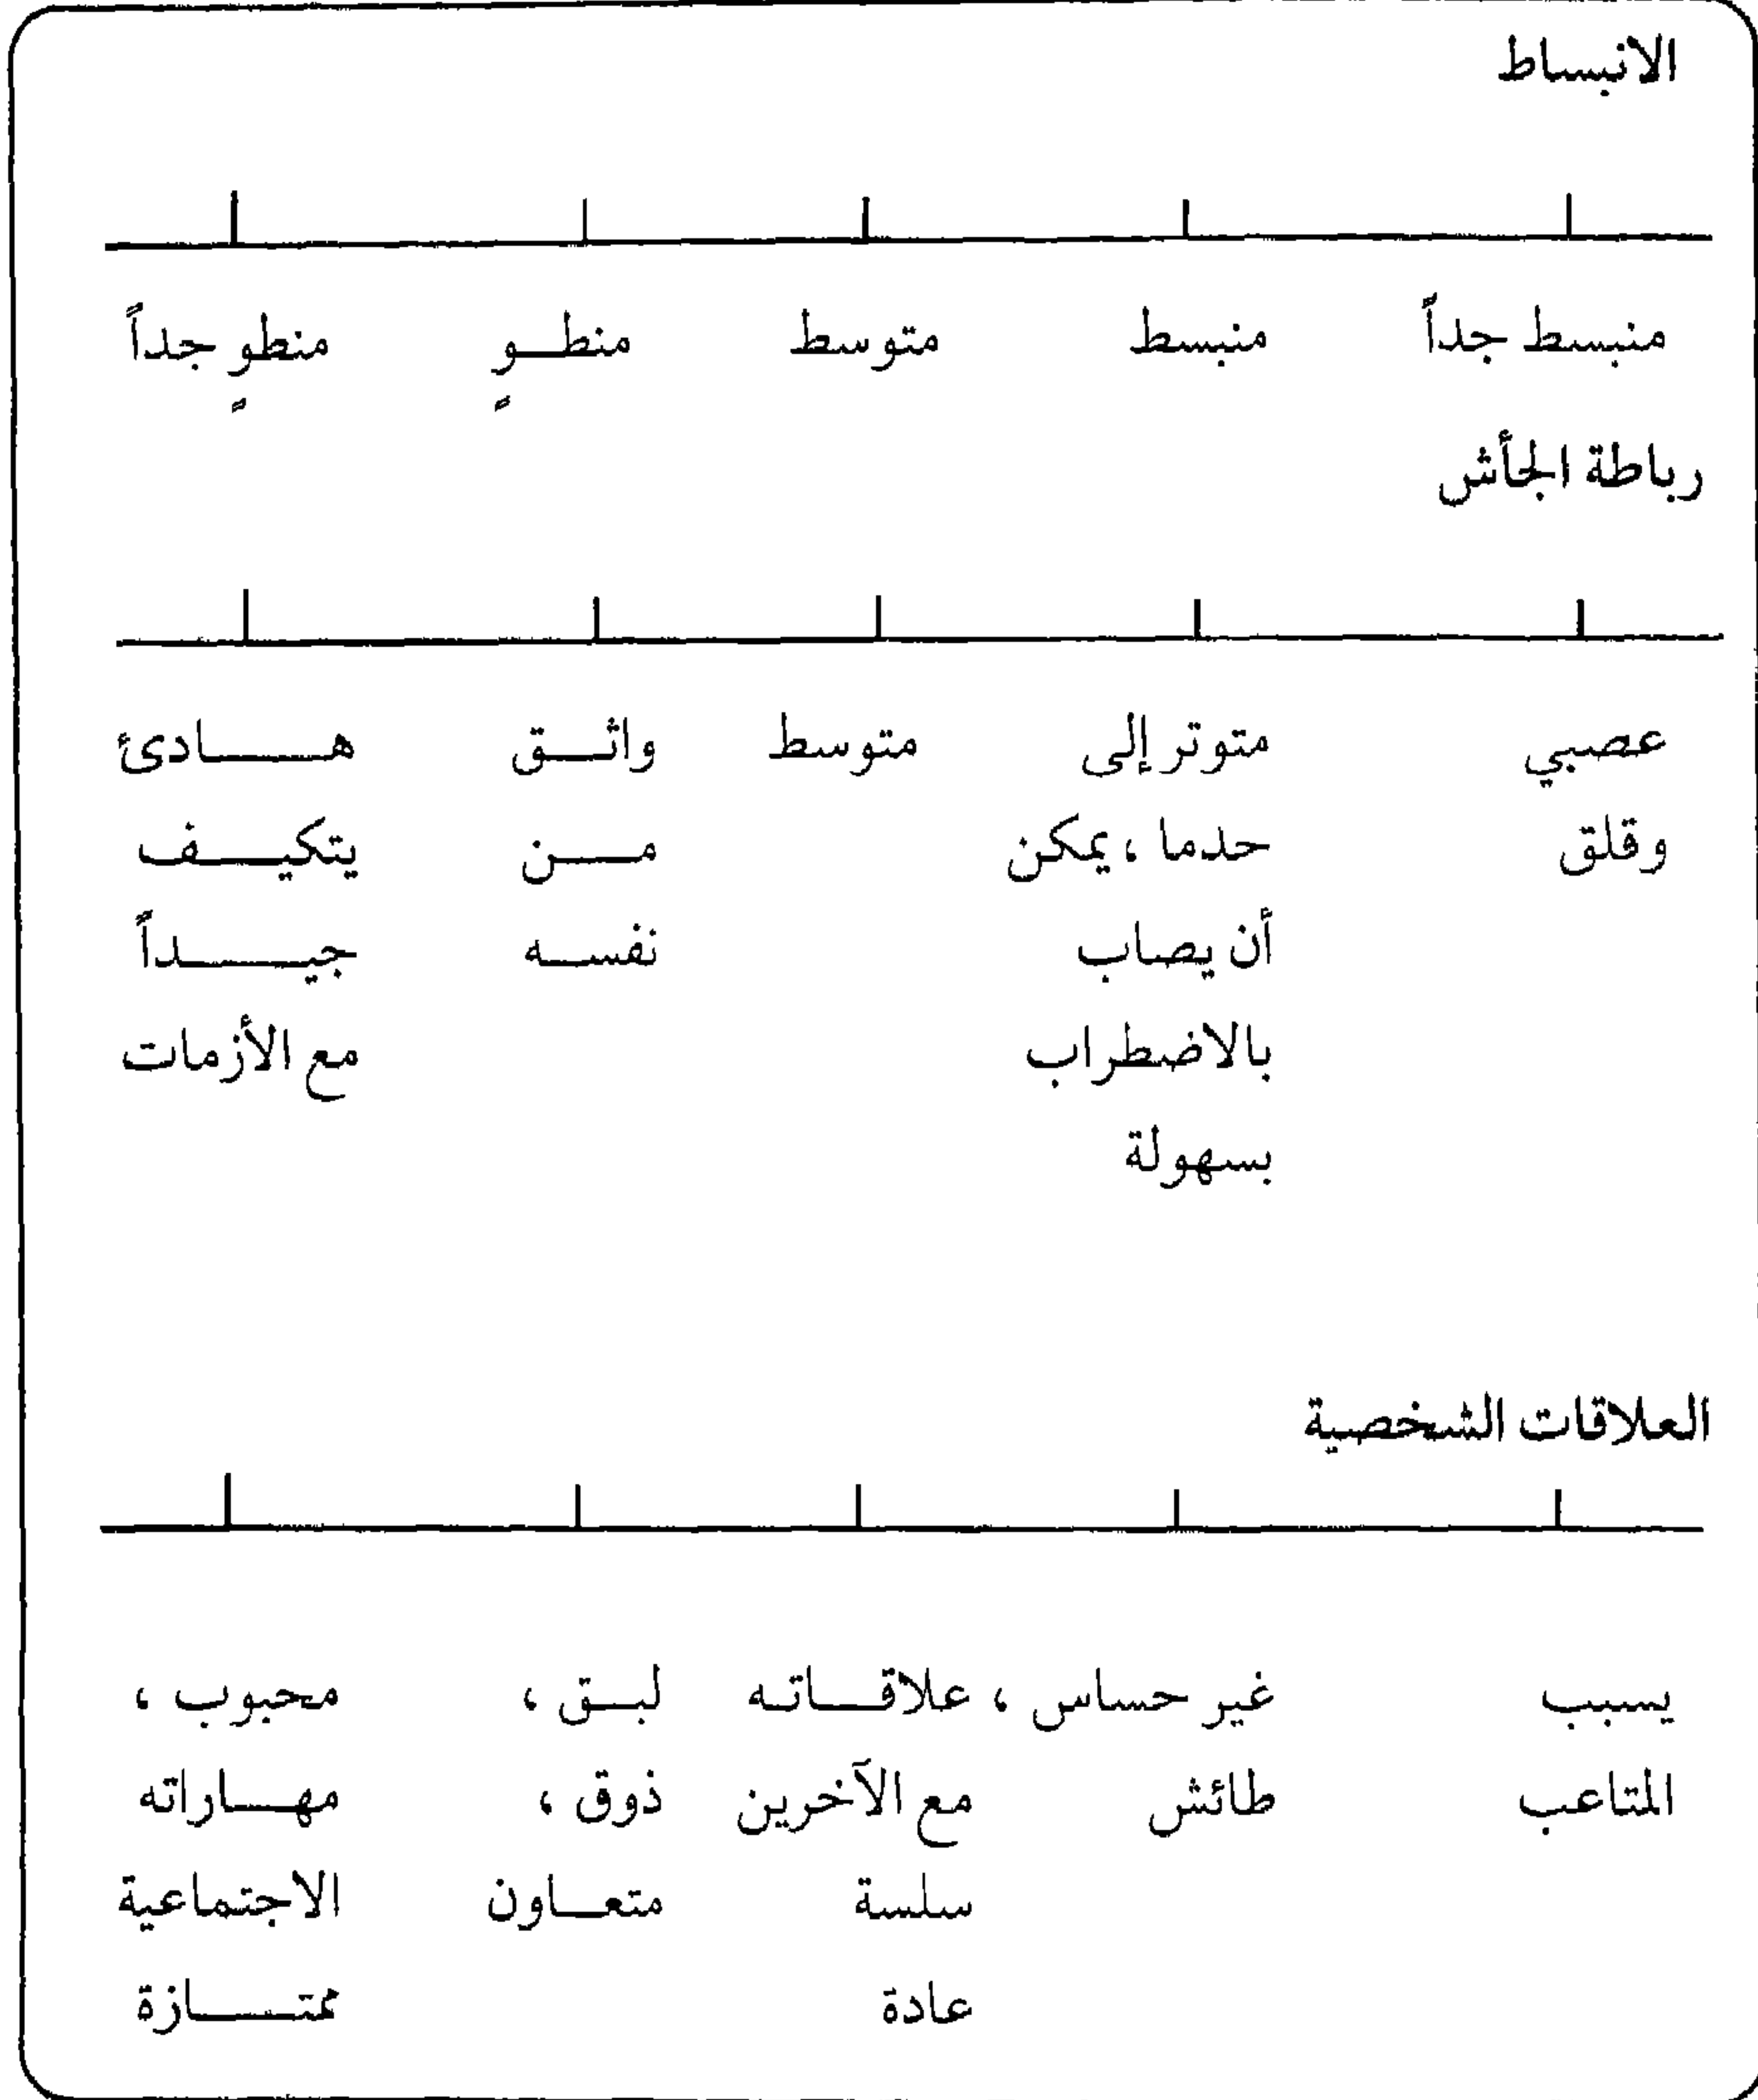 الانبساط
منبسط جداً منبسط متوسط منطوٍ منطوٍ جداً
رباطة الجأش
عصبي متوتر إلى متوسط واثق هادئ
وقلق حدما ، يمكن من يتكيف
أن يصاب نفسه جيداً
بالاضطراب مع الأزمات
بسهولة
العلاقات الشخصية
يسبب غير حساس ، علاقاته لبق ، محبوب ،
المتاعب طائش مع الآخرين ذوق ، مهاراته
سلسة متعاون الاجتماعية
عادة ممتازة